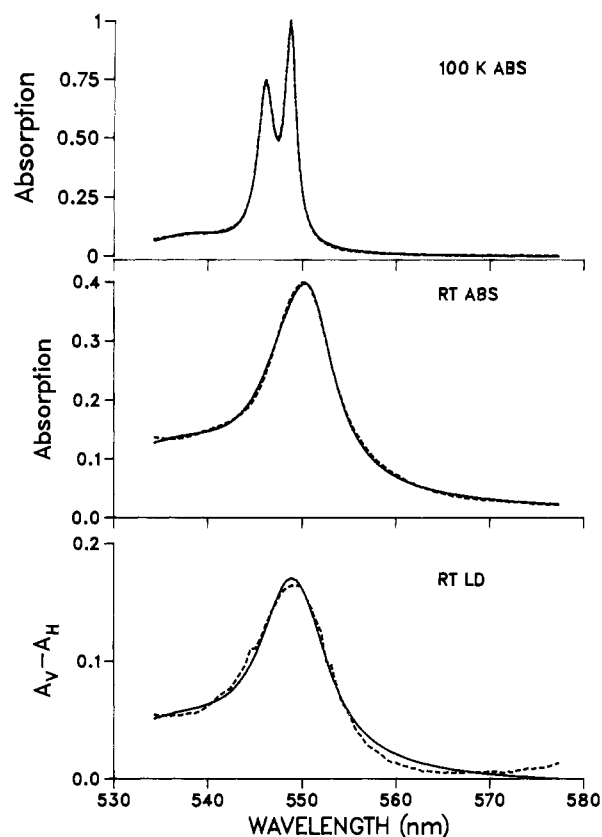 1
0.75
0.50
0.25
0
Absorption
100 K ABS
0.4
0.3
0.2
0.1
0.0
Absorption
RT ABS
0.2
0.1
0.0
A_V–A_H
RT LD
530 540 550 560 570 580
WAVELENGTH (nm)